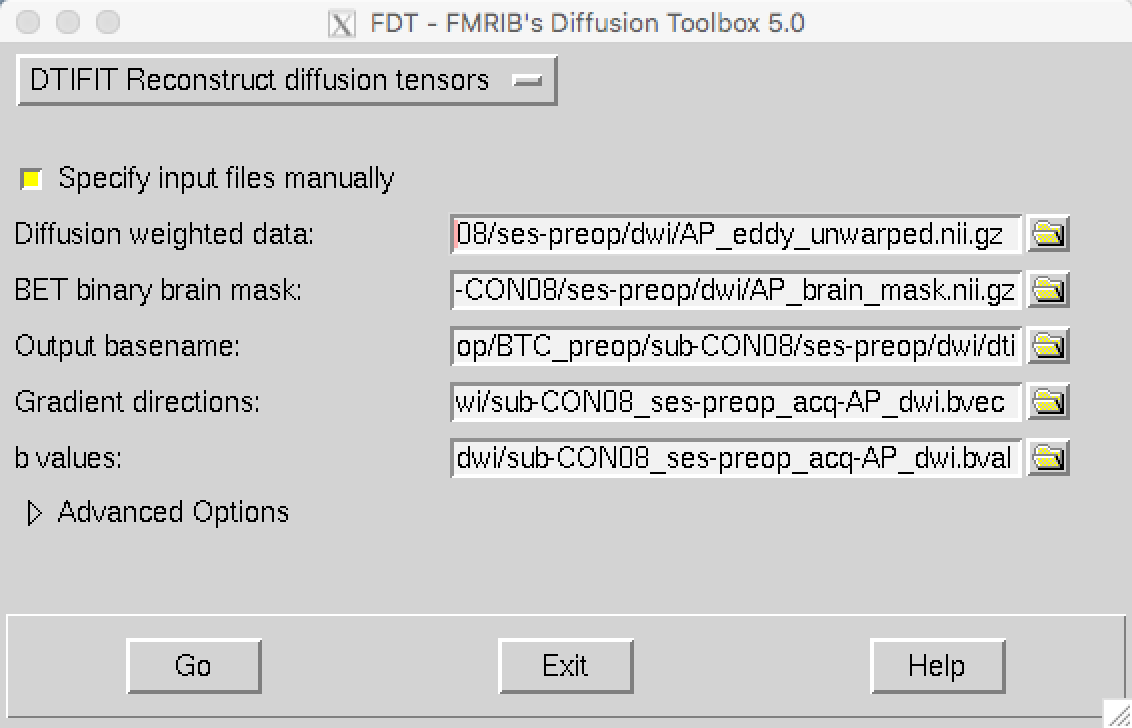 FDT - FMRIB's Diffusion Toolbox 5.0
DTIFIT Reconstruct diffusion tensors
Specify input files manually
Diffusion weighted data: 08/ses-preop/dwi/AP_eddy_unwarped.nii.gz
BET binary brain mask: -CON08/ses-preop/dwi/AP_brain_mask.nii.gz
Output basename: op/BTC_preop/sub-CON08/ses-preop/dwi/dti
Gradient directions: wi/sub-CON08_ses-preop_acq-AP_dwi.bvec
b values: dwi/sub-CON08_ses-preop_acq-AP_dwi.bval
Advanced Options
Go Exit Help